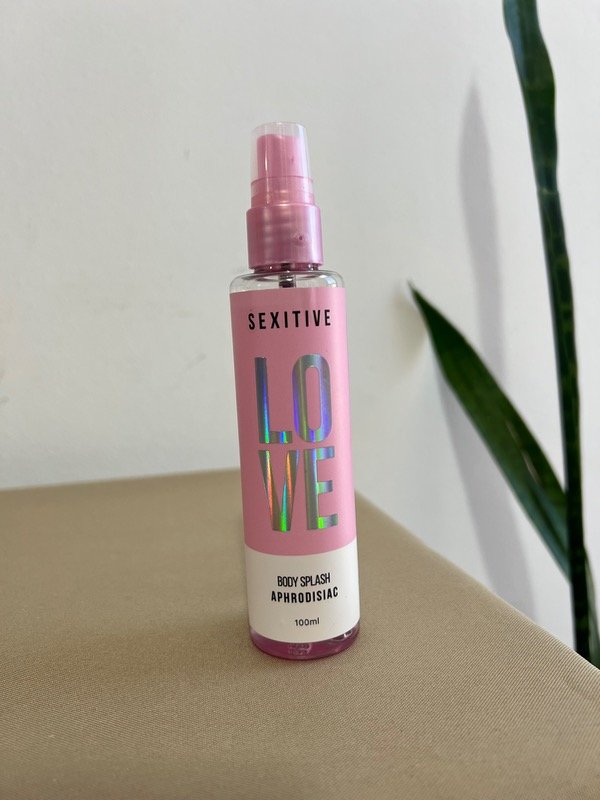 SEXITIVE
LO
VE
BODY SPLASH
APHRODISIAC
100ml